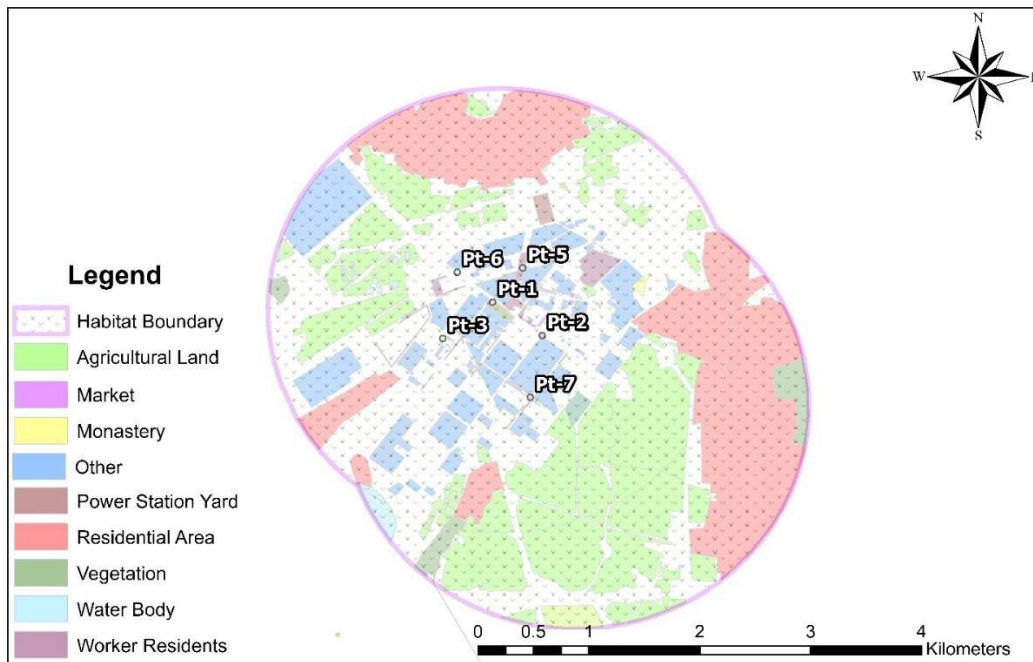 N
W
S
Pt-6
Pt-5
Pt-1
Pt-3
Pt-2
Pt-7
Legend
Habitat Boundary
Agricultural Land
Market
Monastery
Other
Power Station Yard
Residential Area
Vegetation
Water Body
Worker Residents
0 0.5 1 2 3 4
Kilometers